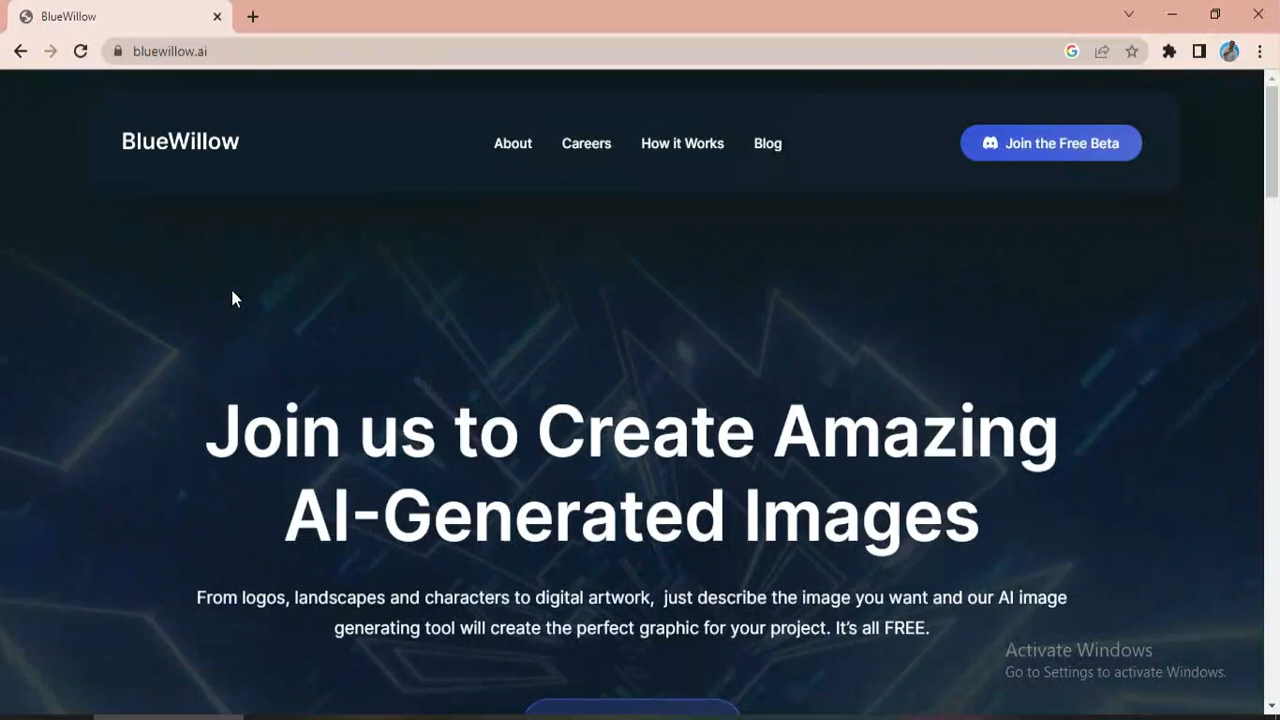 BlueWillow
bluewillow.ai
BlueWillow
About
Careers
How it Works
Blog
Join the Free Beta
Join us to Create Amazing
AI-Generated Images
From logos, landscapes and characters to digital artwork, just describe the image you want and our AI image
generating tool will create the perfect graphic for your project. It's all FREE.
Activate Windows
Go to Settings to activate Windows.